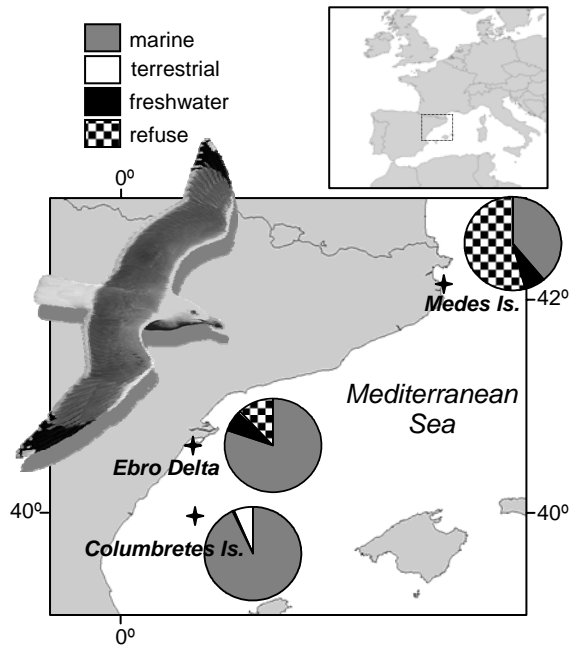 marine
terrestrial
freshwater
refuse
0º
Medes Is.
42º
Mediterranean
Sea
Ebro Delta
40º
40º
Columbretes Is.
0º